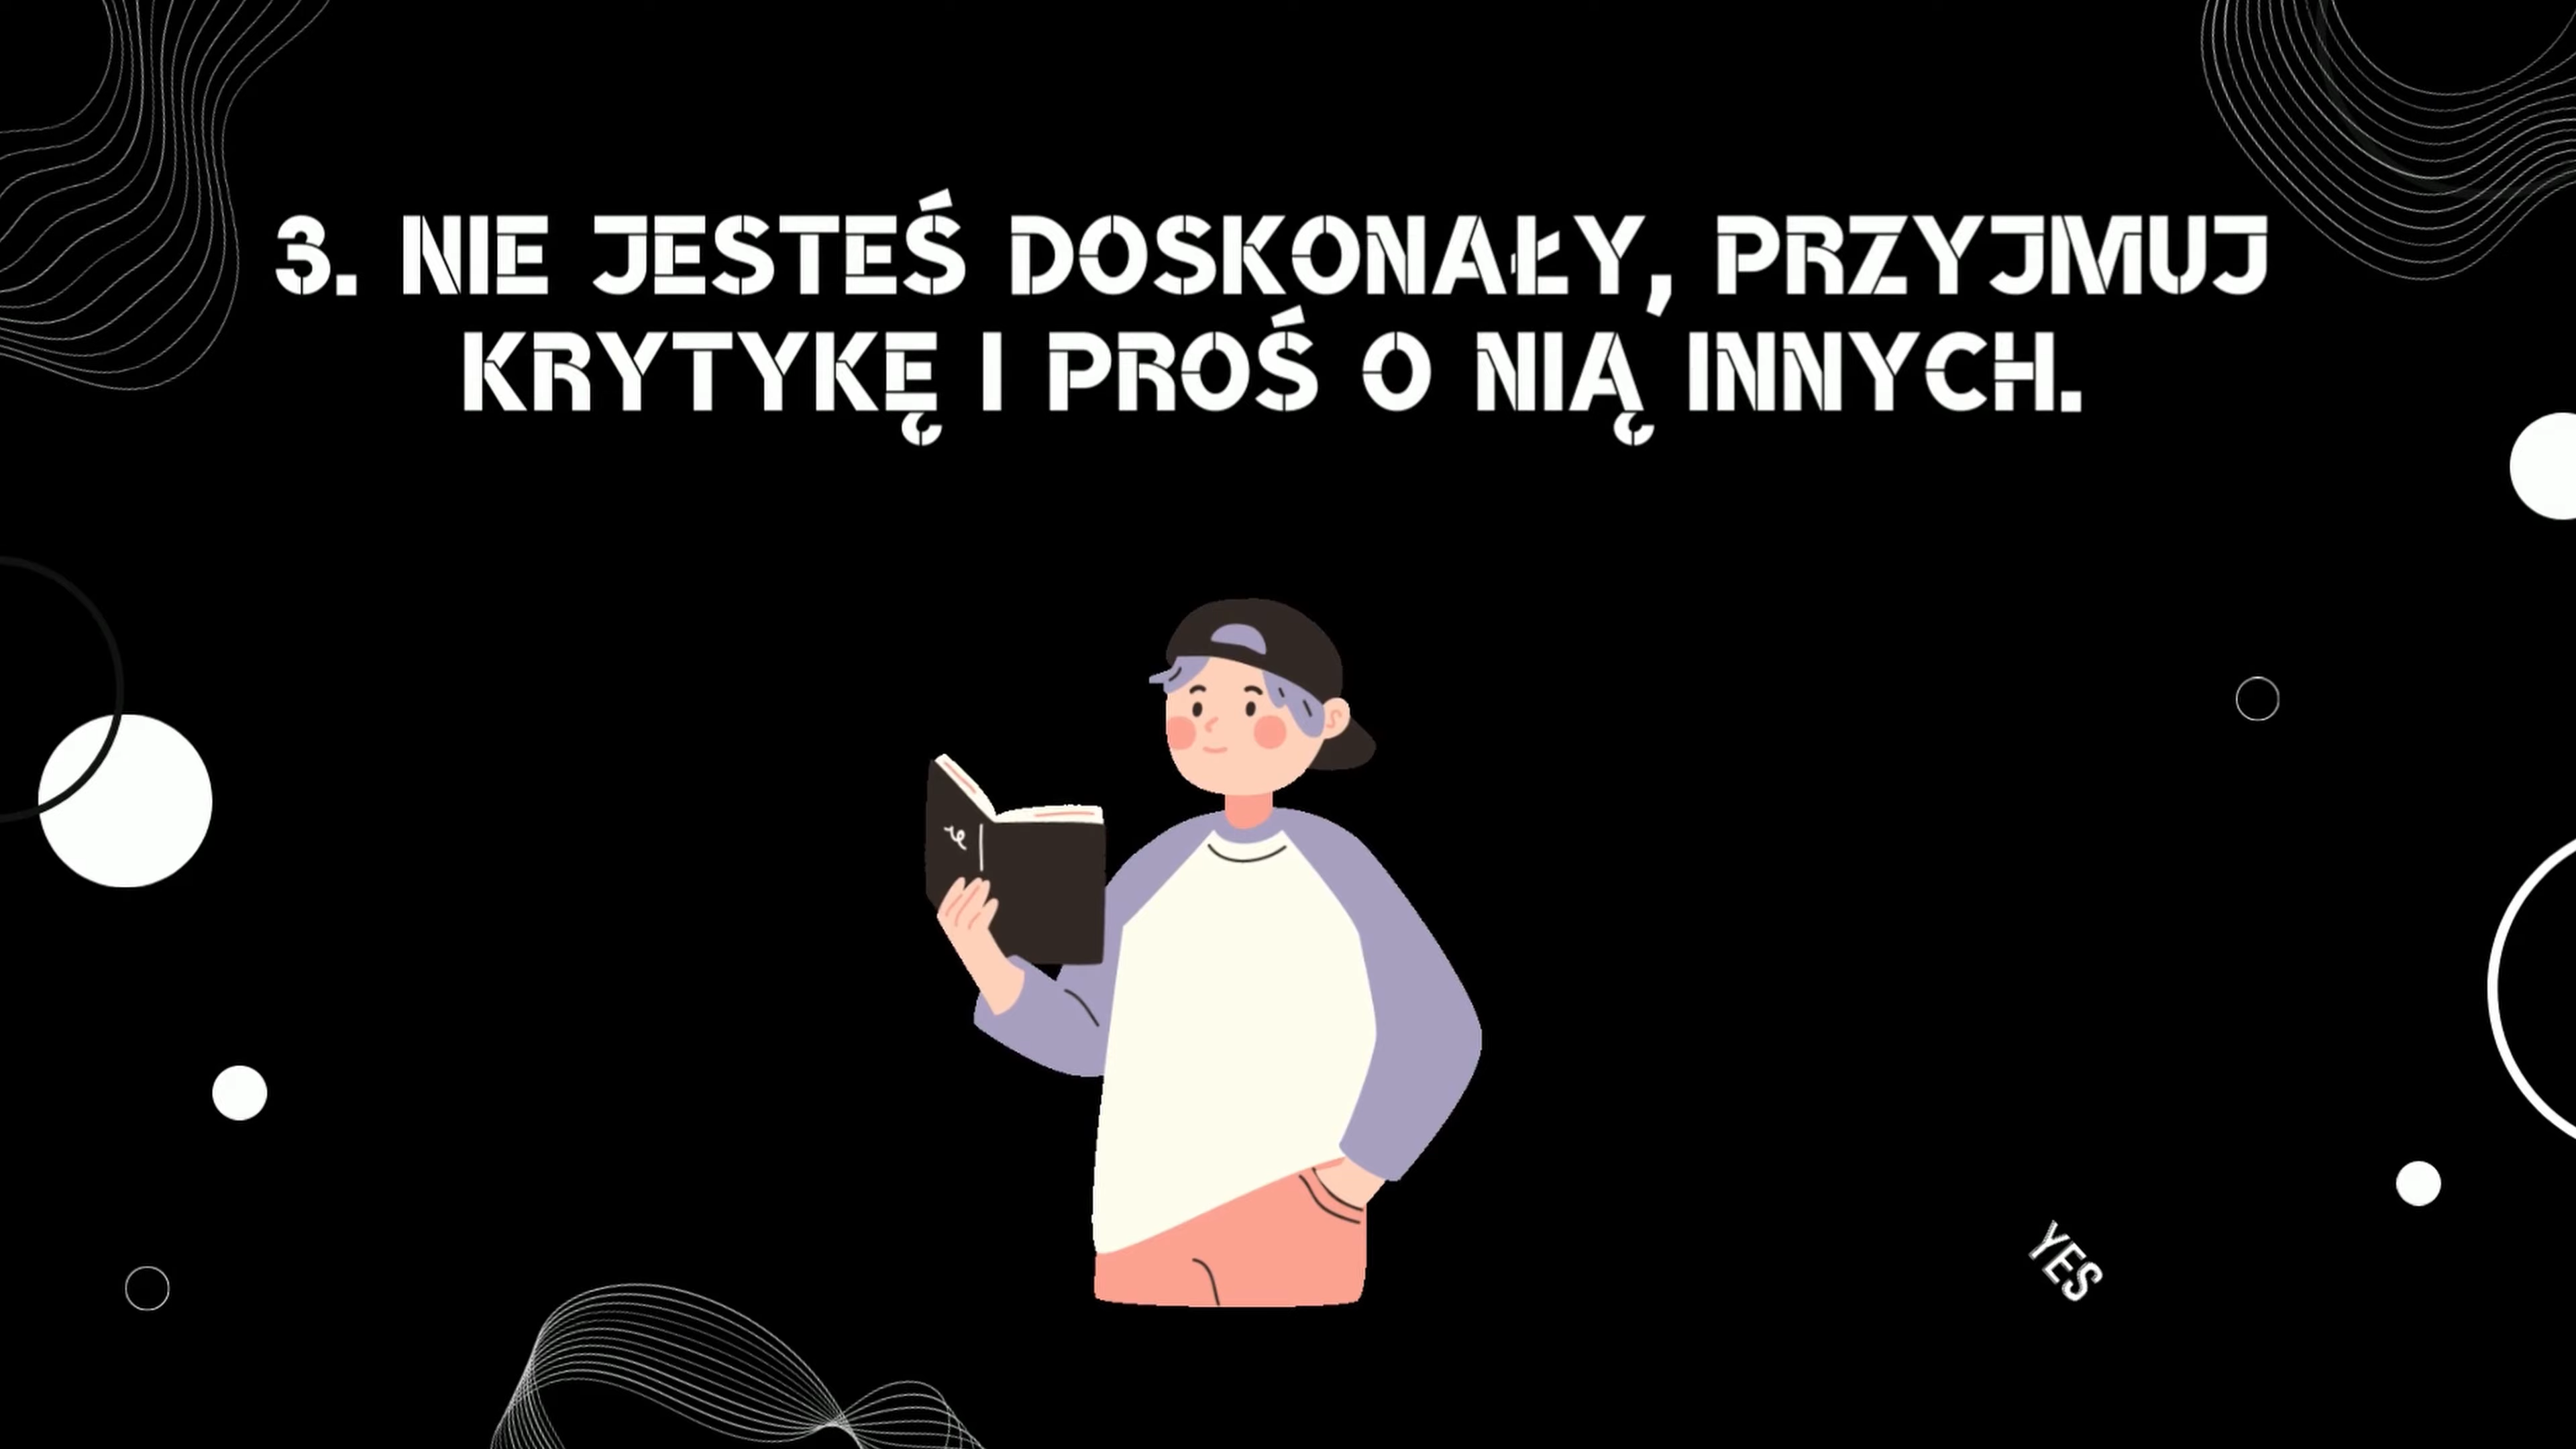 3. NIE JESTEŚ DOSKONAŁY, PRZYJMUJ
KRYTYKĘ I PROŚ O NIĄ INNYCH.
YES